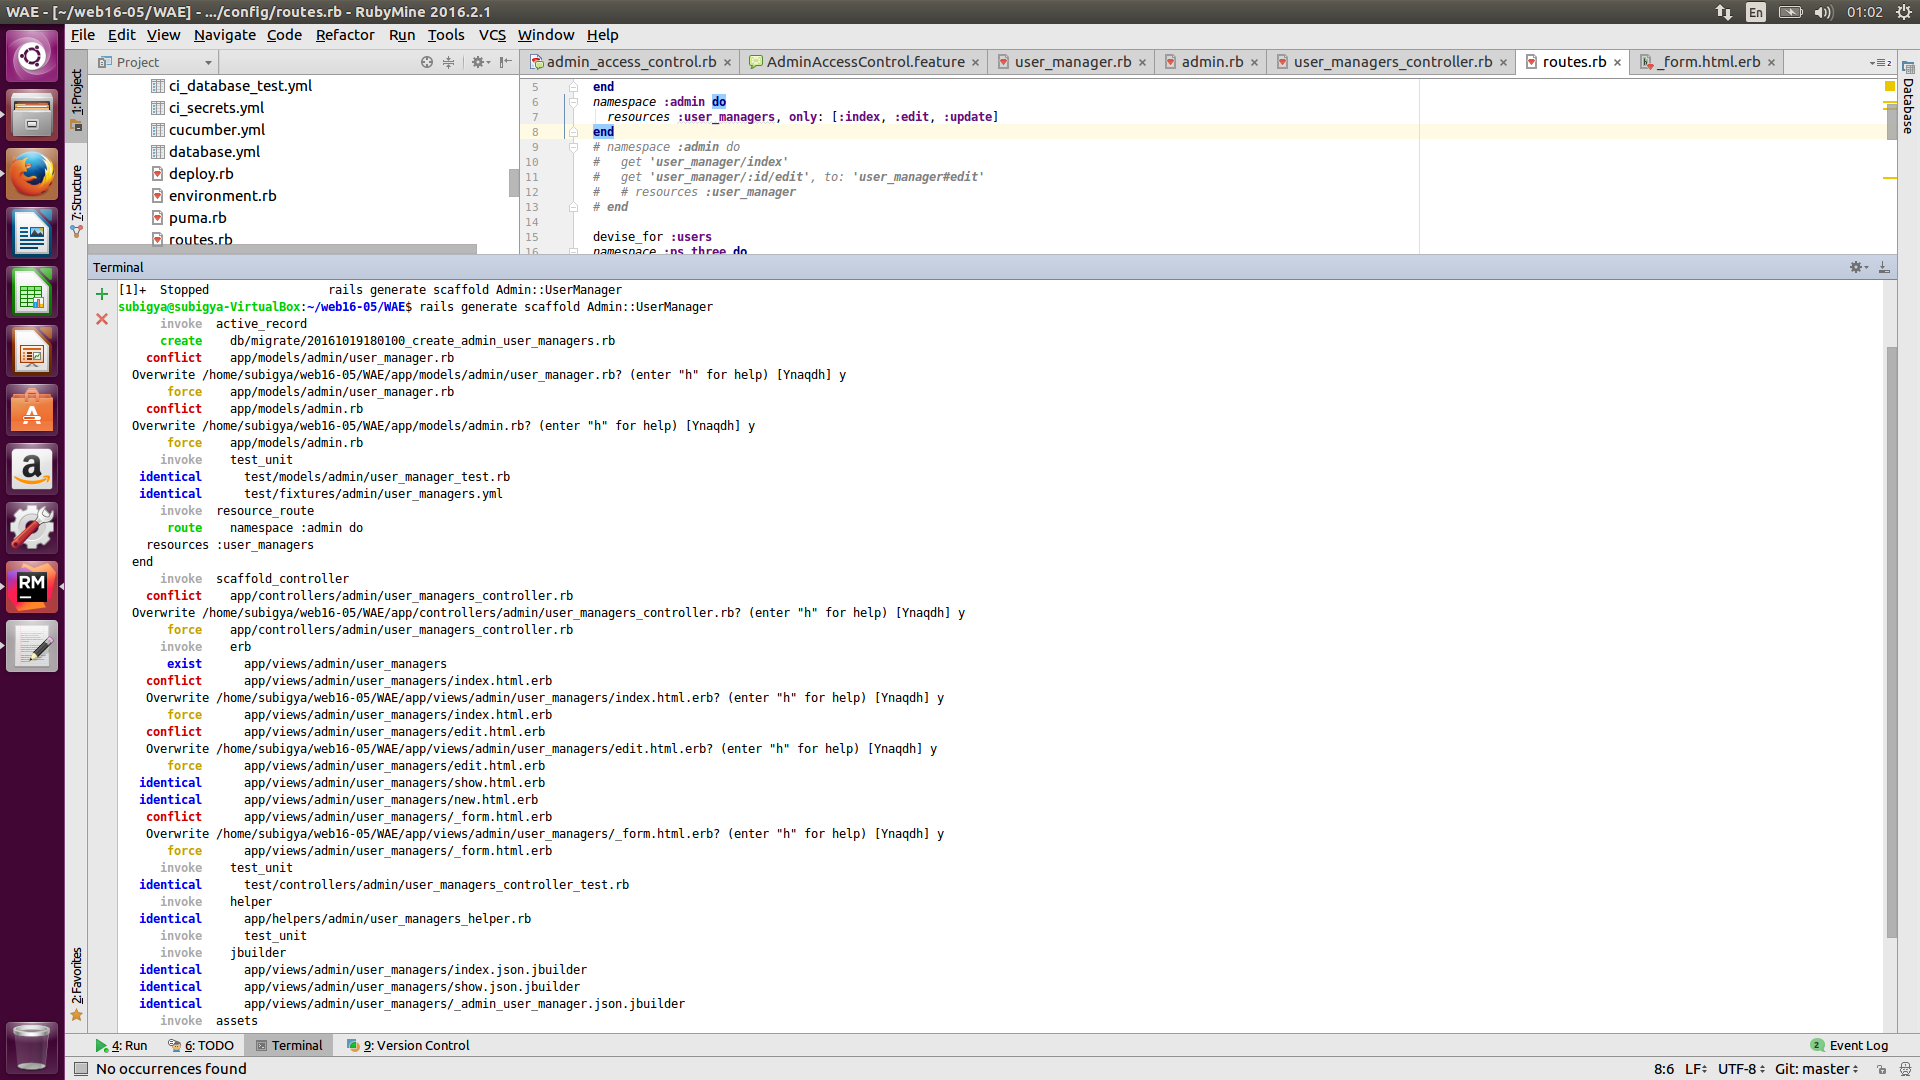 WAE - [~/web16-05/WAE] - .../config/routes.rb - RubyMine 2016.2.1
En
01:02
File Edit View Navigate Code Refactor Run Tools VCS Window Help
Project
admin_access_control.rb
AdminAccessControl.feature
user_manager.rb
admin.rb
user_managers_controller.rb
routes.rb
_form.html.erb
2
1: Project
7: Structure
2: Favorites
Database
ci_database_test.yml
ci_secrets.yml
cucumber.yml
database.yml
deploy.rb
environment.rb
puma.rb
routes.rb
5 end
6 namespace :admin do
7 resources :user_managers, only: [:index, :edit, :update]
8 end
9 # namespace :admin do
10 # get 'user_manager/index'
11 # get 'user_manager/:id/edit', to: 'user_manager#edit'
12 # # resources :user_manager
13 # end
14
15 devise_for :users
16 namespace :ps_three do
Terminal
[1]+ Stopped rails generate scaffold Admin::UserManager
subigya@subigya-VirtualBox:~/web16-05/WAE$ rails generate scaffold Admin::UserManager
invoke active_record
create db/migrate/20161019180100_create_admin_user_managers.rb
conflict app/models/admin/user_manager.rb
Overwrite /home/subigya/web16-05/WAE/app/models/admin/user_manager.rb? (enter "h" for help) [Ynaqdh] y
force app/models/admin/user_manager.rb
conflict app/models/admin.rb
Overwrite /home/subigya/web16-05/WAE/app/models/admin.rb? (enter "h" for help) [Ynaqdh] y
force app/models/admin.rb
invoke test_unit
identical test/models/admin/user_manager_test.rb
identical test/fixtures/admin/user_managers.yml
invoke resource_route
route namespace :admin do
resources :user_managers
end
invoke scaffold_controller
conflict app/controllers/admin/user_managers_controller.rb
Overwrite /home/subigya/web16-05/WAE/app/controllers/admin/user_managers_controller.rb? (enter "h" for help) [Ynaqdh] y
force app/controllers/admin/user_managers_controller.rb
invoke erb
exist app/views/admin/user_managers
conflict app/views/admin/user_managers/index.html.erb
Overwrite /home/subigya/web16-05/WAE/app/views/admin/user_managers/index.html.erb? (enter "h" for help) [Ynaqdh] y
force app/views/admin/user_managers/index.html.erb
conflict app/views/admin/user_managers/edit.html.erb
Overwrite /home/subigya/web16-05/WAE/app/views/admin/user_managers/edit.html.erb? (enter "h" for help) [Ynaqdh] y
force app/views/admin/user_managers/edit.html.erb
identical app/views/admin/user_managers/show.html.erb
identical app/views/admin/user_managers/new.html.erb
conflict app/views/admin/user_managers/_form.html.erb
Overwrite /home/subigya/web16-05/WAE/app/views/admin/user_managers/_form.html.erb? (enter "h" for help) [Ynaqdh] y
force app/views/admin/user_managers/_form.html.erb
invoke test_unit
identical test/controllers/admin/user_managers_controller_test.rb
invoke helper
identical app/helpers/admin/user_managers_helper.rb
invoke test_unit
invoke jbuilder
identical app/views/admin/user_managers/index.json.jbuilder
identical app/views/admin/user_managers/show.json.jbuilder
identical app/views/admin/user_managers/_admin_user_manager.json.jbuilder
invoke assets
4: Run
6: TODO
Terminal
9: Version Control
2 Event Log
No occurrences found
8:6 LF UTF-8 Git: master